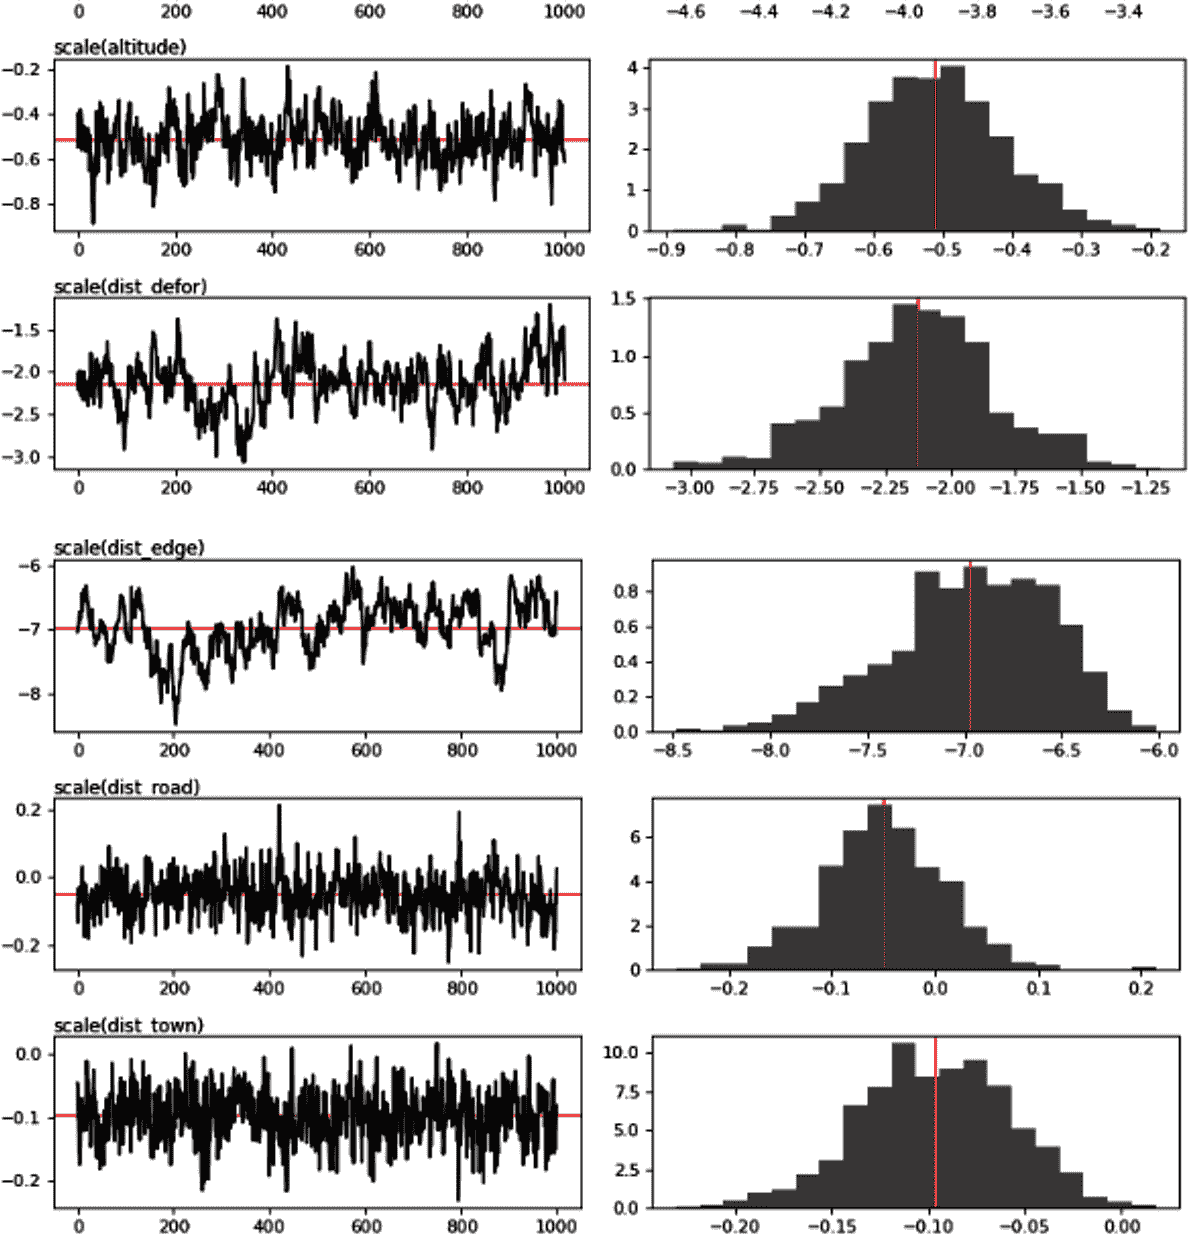 0 200 400 600 800 1000 −4.6 −4.4 −4.2 −4.0 −3.8 −3.6 −3.4
scale(altitude)
−0.2
−0.4
−0.6
−0.8
0 200 400 600 800 1000
4
3
2
1
0
−0.9 −0.8 −0.7 −0.6 −0.5 −0.4 −0.3 −0.2
scale(dist_defor)
−1.5
−2.0
−2.5
−3.0
0 200 400 600 800 1000
1.5
1.0
0.5
0.0
−3.00 −2.75 −2.50 −2.25 −2.00 −1.75 −1.50 −1.25
scale(dist_edge)
−6
−7
−8
0 200 400 600 800 1000
0.8
0.6
0.4
0.2
0.0
−8.5 −8.0 −7.5 −7.0 −6.5 −6.0
scale(dist_road)
0.2
0.0
−0.2
0 200 400 600 800 1000
6
4
2
0
−0.2 −0.1 0.0 0.1 0.2
scale(dist_town)
0.0
−0.1
−0.2
0 200 400 600 800 1000
10.0
7.5
5.0
2.5
0.0
−0.20 −0.15 −0.10 −0.05 0.00